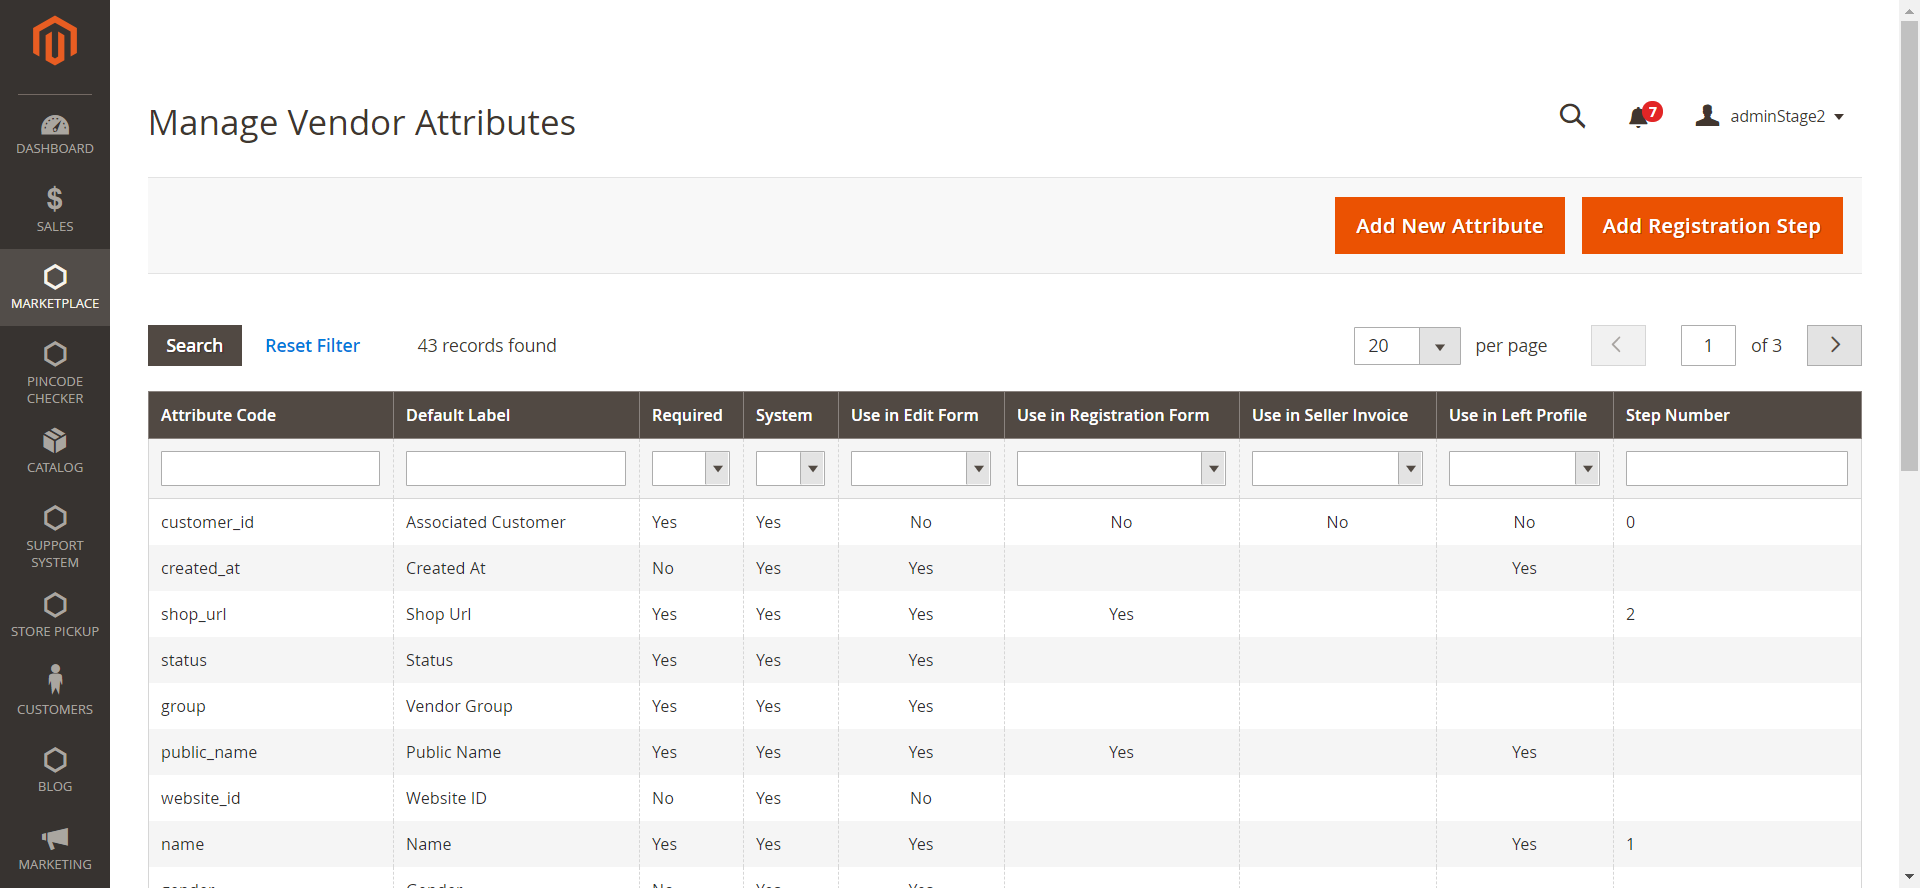 DASHBOARD
SALES
MARKETPLACE
PINCODE
CHECKER
CATALOG
SUPPORT
SYSTEM
STORE PICKUP
CUSTOMERS
BLOG
MARKETING
Manage Vendor Attributes
7
adminStage2
Add New Attribute Add Registration Step
Search Reset Filter 43 records found 20 per page 1 of 3
Attribute Code Default Label Required System Use in Edit Form Use in Registration Form Use in Seller Invoice Use in Left Profile Step Number
customer_id Associated Customer Yes Yes No No No No 0
created_at Created At No Yes Yes Yes
shop_url Shop Url Yes Yes Yes Yes 2
status Status Yes Yes Yes
group Vendor Group Yes Yes Yes
public_name Public Name Yes Yes Yes Yes Yes
website_id Website ID No Yes No
name Name Yes Yes Yes Yes 1
gender Gender No Yes Yes